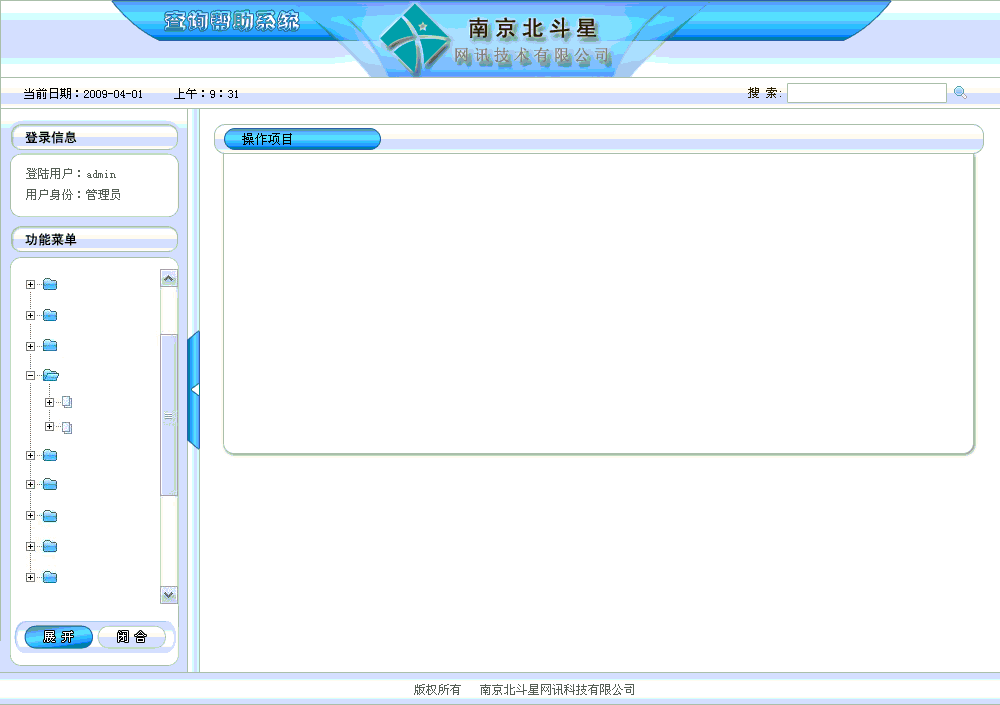 查询帮助系统
南京北斗星
网讯技术有限公司
当前日期：2009-04-01 上午：9：31
搜 索:
登录信息
登陆用户：admin
用户身份：管理员
功能菜单
展 开 闭 合
操作项目
版权所有 南京北斗星网讯科技有限公司